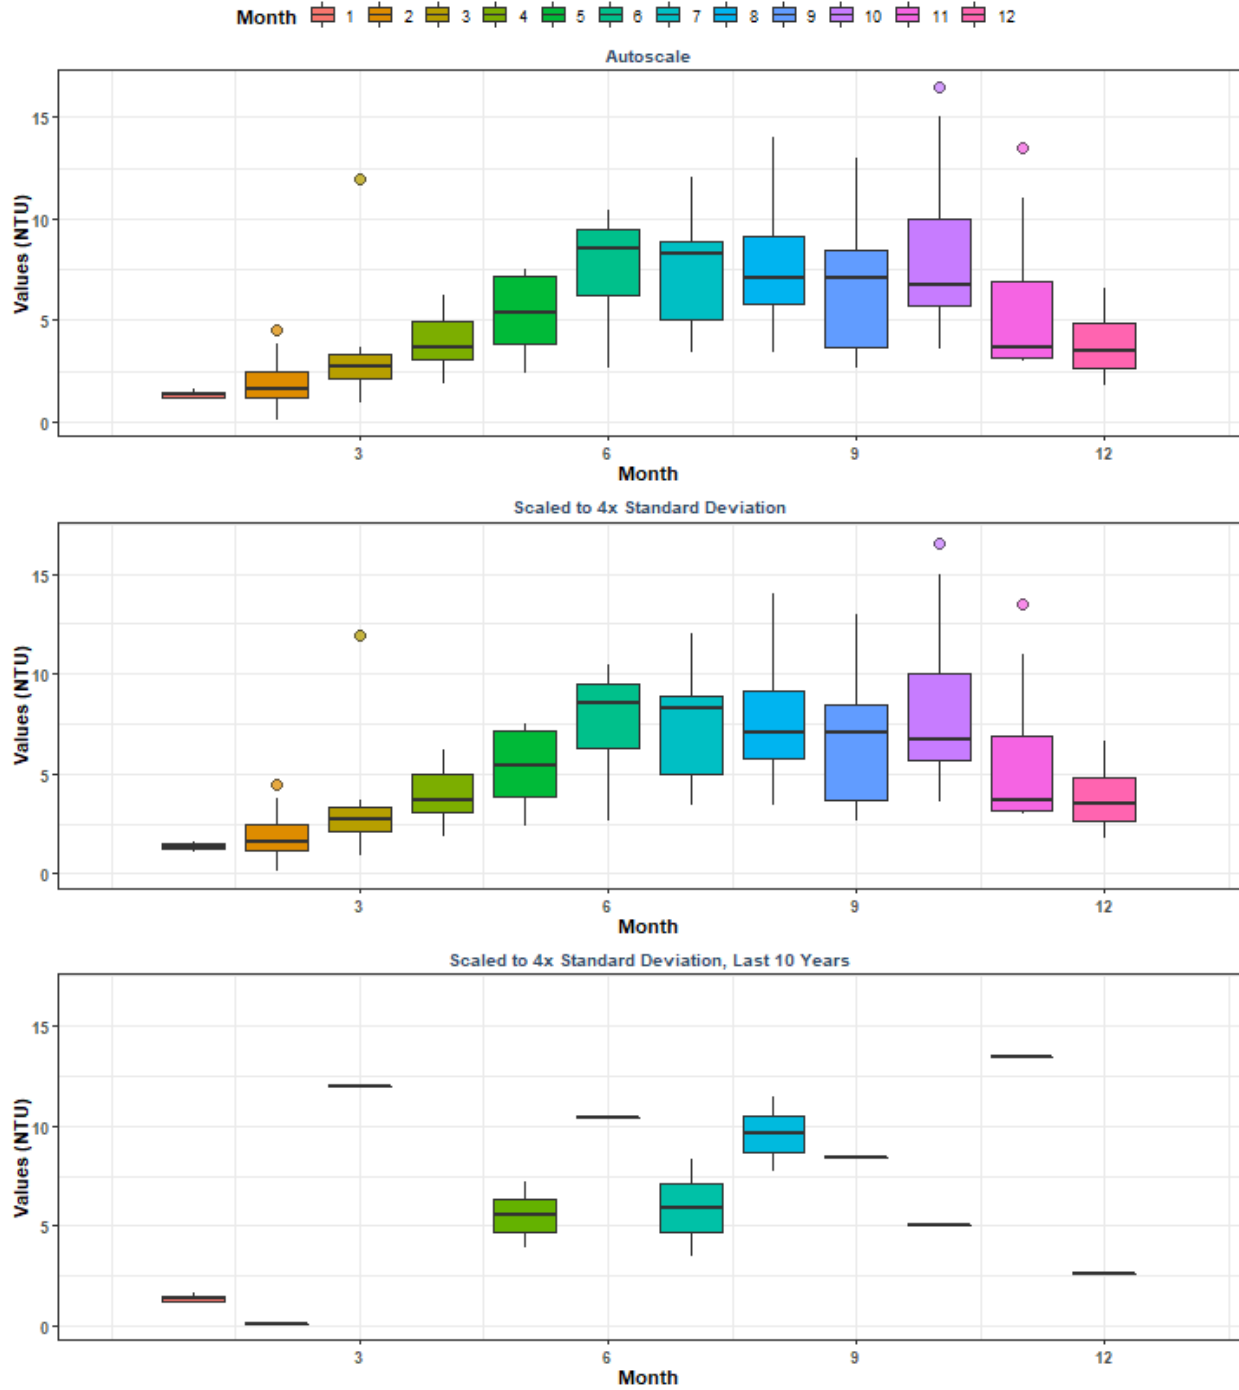 Month 1 2 3 4 5 6 7 8 9 10 11 12
Autoscale
Values (NTU)
15
10
5
0
3 6 9 12
Month
Scaled to 4x Standard Deviation
Values (NTU)
15
10
5
0
3 6 9 12
Month
Scaled to 4x Standard Deviation, Last 10 Years
Values (NTU)
15
10
5
0
3 6 9 12
Month